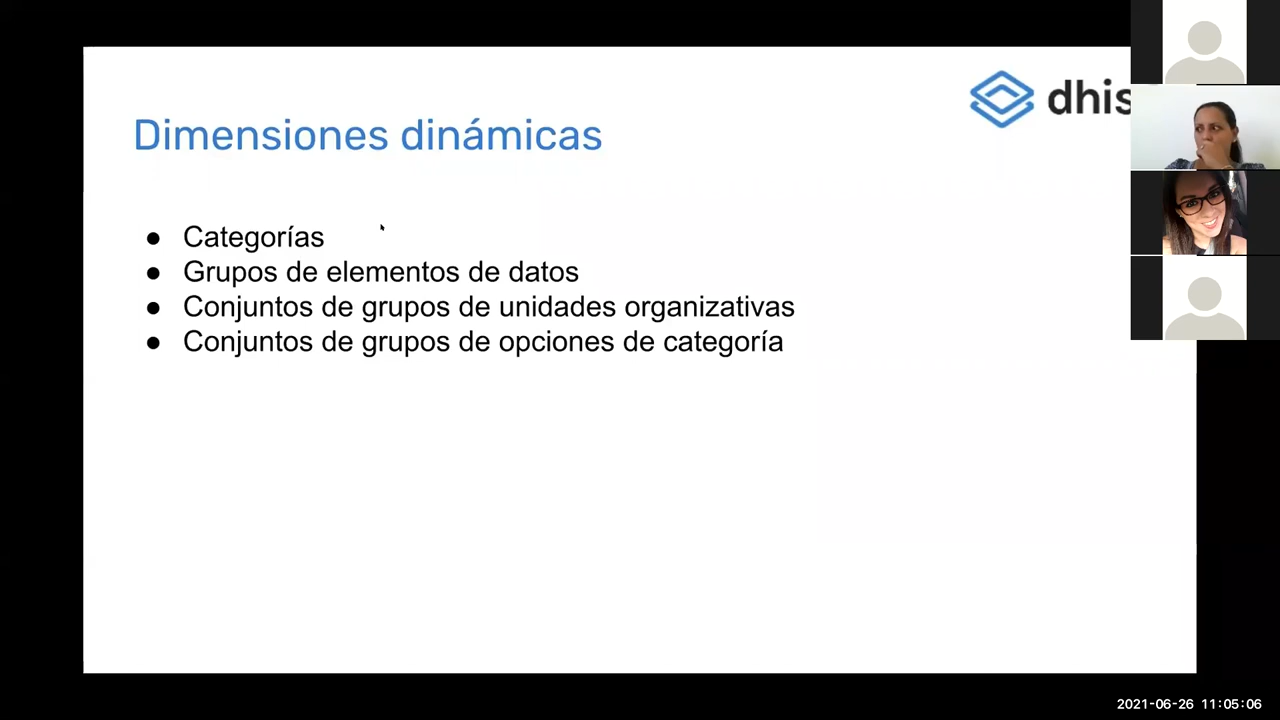 dhis
Dimensiones dinámicas
● Categorías
● Grupos de elementos de datos
● Conjuntos de grupos de unidades organizativas
● Conjuntos de grupos de opciones de categoría
2021-06-26 11:05:06